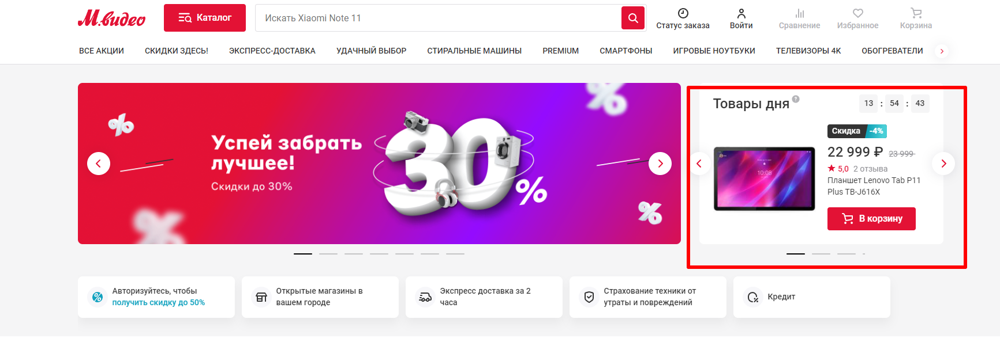 М.видео
Каталог
Искать Xiaomi Note 11
Статус заказа
Войти
Сравнение
Избранное
Корзина
ВСЕ АКЦИИ
СКИДКИ ЗДЕСЬ!
ЭКСПРЕСС-ДОСТАВКА
УДАЧНЫЙ ВЫБОР
СТИРАЛЬНЫЕ МАШИНЫ
PREMIUM
СМАРТФОНЫ
ИГРОВЫЕ НОУТБУКИ
ТЕЛЕВИЗОРЫ 4K
ОБОГРЕВАТЕЛИ
Успей забрать
лучшее!
Скидки до 30%
30%
Товары дня ?
13 : 54 : 43
Скидка -4%
22 999 ₽ 23 999
5,0 2 отзыва
Планшет Lenovo Tab P11
Plus TB-J616X
10:08
В корзину
Авторизуйтесь, чтобы
получить скидку до 50%
Открытые магазины в
вашем городе
Экспресс доставка за 2
часа
Страхование техники от
утраты и повреждений
Кредит